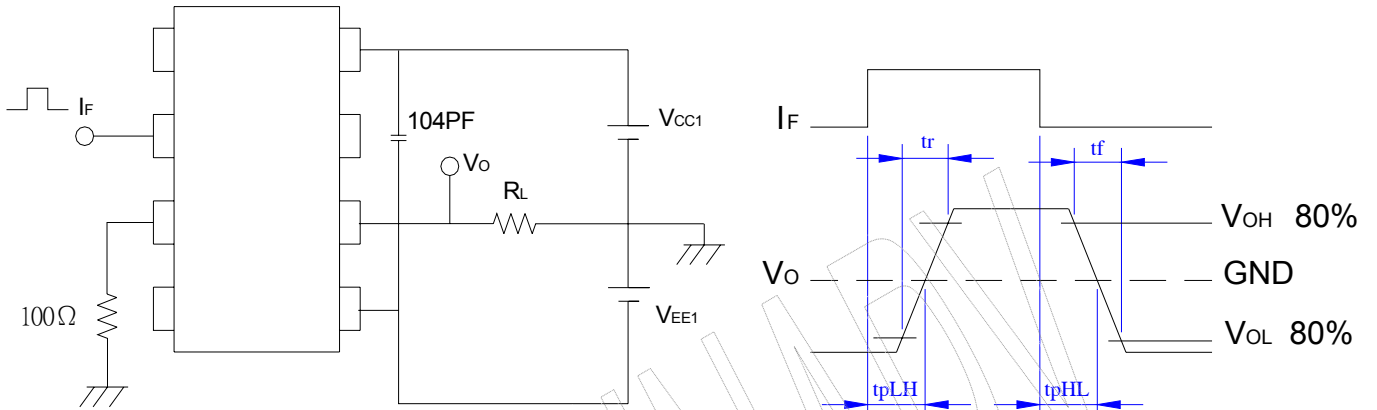 IF
104PF
VCC1
VO
RL
VEE1
100Ω
IF
tr
tf
VOH 80%
VO
GND
VOL 80%
tpLH
tpHL